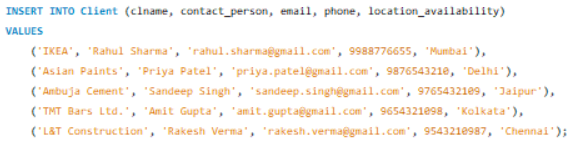 INSERT INTO Client (clname, contact_person, email, phone, location_availability)
VALUES
('IKEA', 'Rahul Sharma', 'rahul.sharma@gmail.com', 9988776655, 'Mumbai'),
('Asian Paints', 'Priya Patel', 'priya.patel@gmail.com', 9876543210, 'Delhi'),
('Ambuja Cement', 'Sandeep Singh', 'sandeep.singh@gmail.com', 9765432109, 'Jaipur'),
('TMT Bars Ltd.', 'Amit Gupta', 'amit.gupta@gmail.com', 9654321098, 'Kolkata'),
('L&T Construction', 'Rakesh Verma', 'rakesh.verma@gmail.com', 9543210987, 'Chennai');